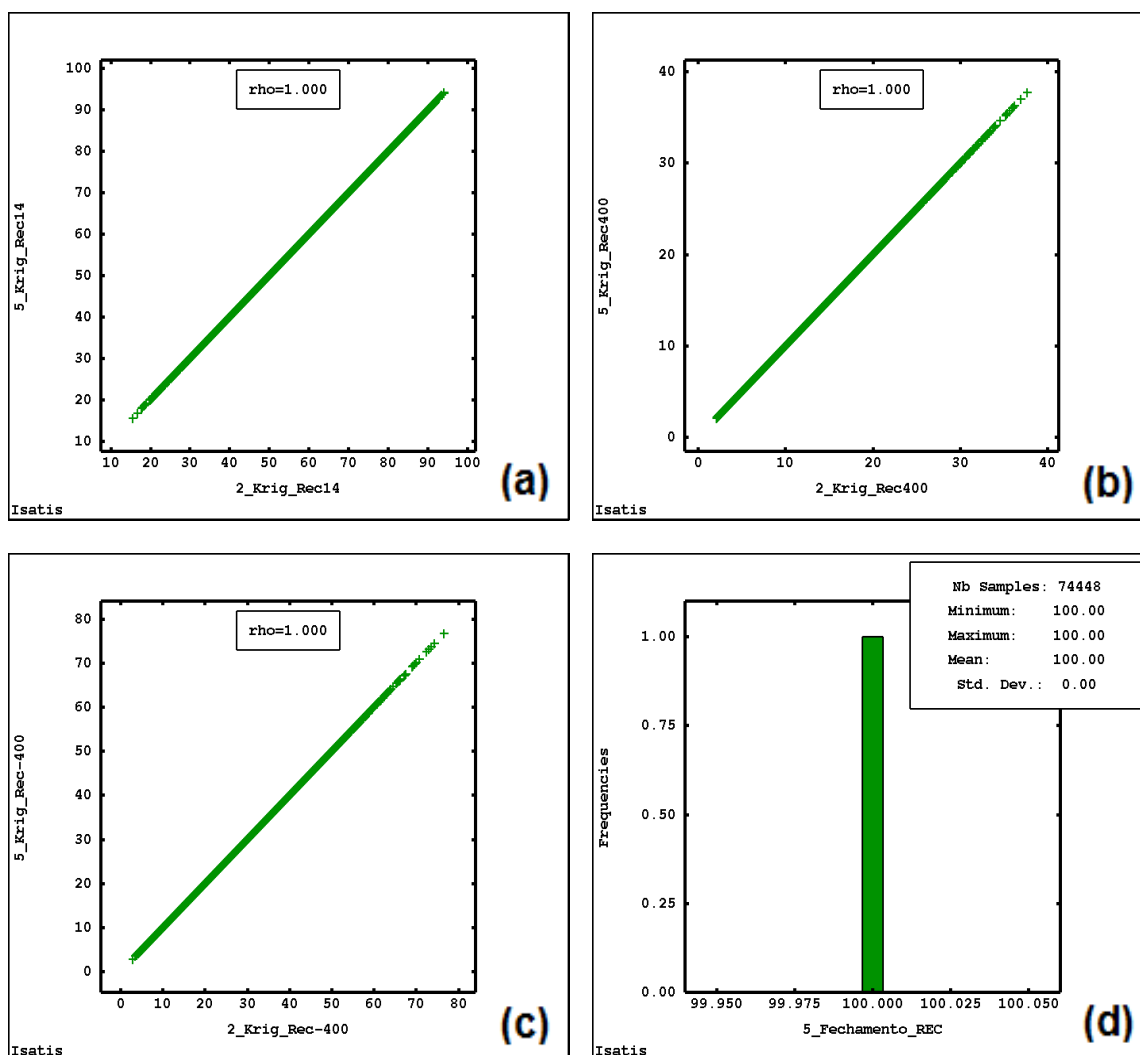 100
90
80
70
60
50
40
30
20
10
5_Krig_Rec14
rho=1.000
10 20 30 40 50 60 70 80 90 100
2_Krig_Rec14
(a)
Isatis
40
30
20
10
0
5_Krig_Rec400
rho=1.000
0 10 20 30 40
2_Krig_Rec400
(b)
Isatis
80
70
60
50
40
30
20
10
0
5_Krig_Rec-400
rho=1.000
0 10 20 30 40 50 60 70 80
2_Krig_Rec-400
(c)
Isatis
Nb Samples: 74448
Minimum: 100.00
Maximum: 100.00
Mean: 100.00
Std. Dev.: 0.00
1.00
0.75
0.50
0.25
0.00
Frequencies
99.950 99.975 100.000 100.025 100.050
5_Fechamento_REC
(d)
Isatis